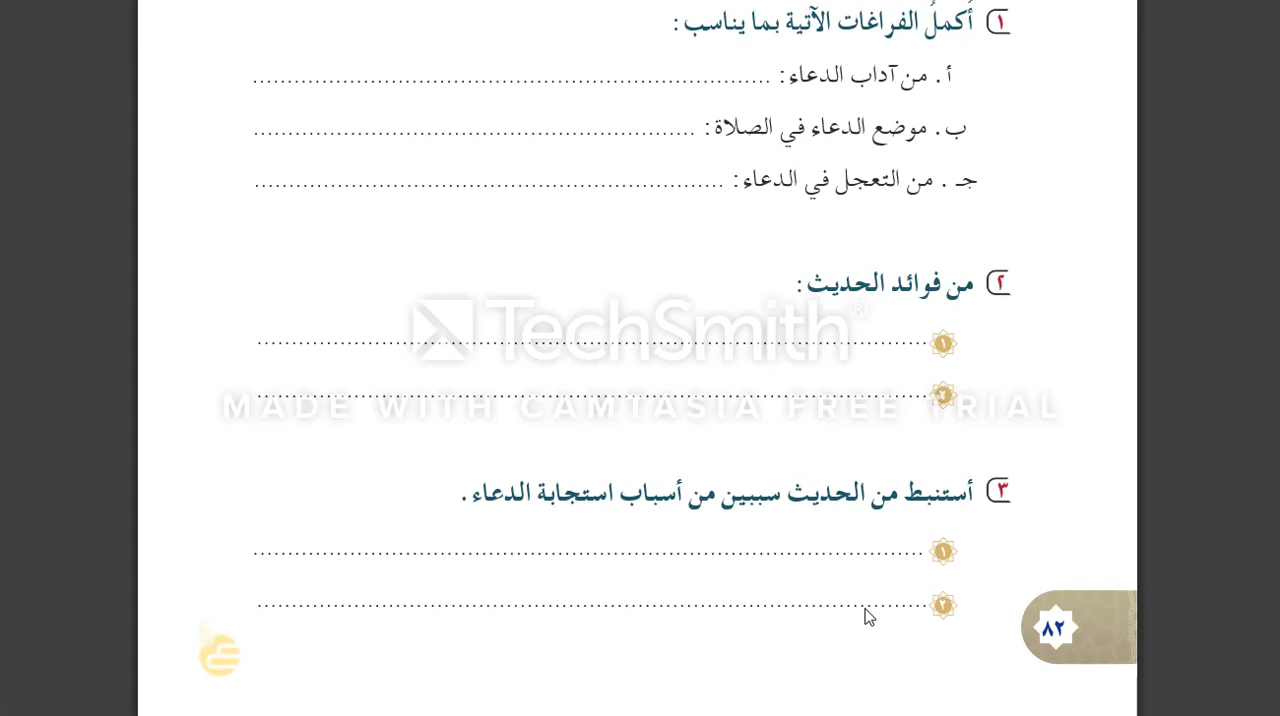 ١ أُكملُ الفراغات الآتية بما يناسب :
أ . من آداب الدعاء : ........................................................................
ب . موضع الدعاء في الصلاة : ................................................................
جـ . من التعجل في الدعاء : ....................................................................
٢ من فوائد الحديث :
١ ....................................................................................
TechSmith®
٢ ....................................................................................
MADE WITH CAMTASIA FREE TRIAL
٣ أستنبط من الحديث سببين من أسباب استجابة الدعاء .
١ ....................................................................................
٢ ....................................................................................
٨٢